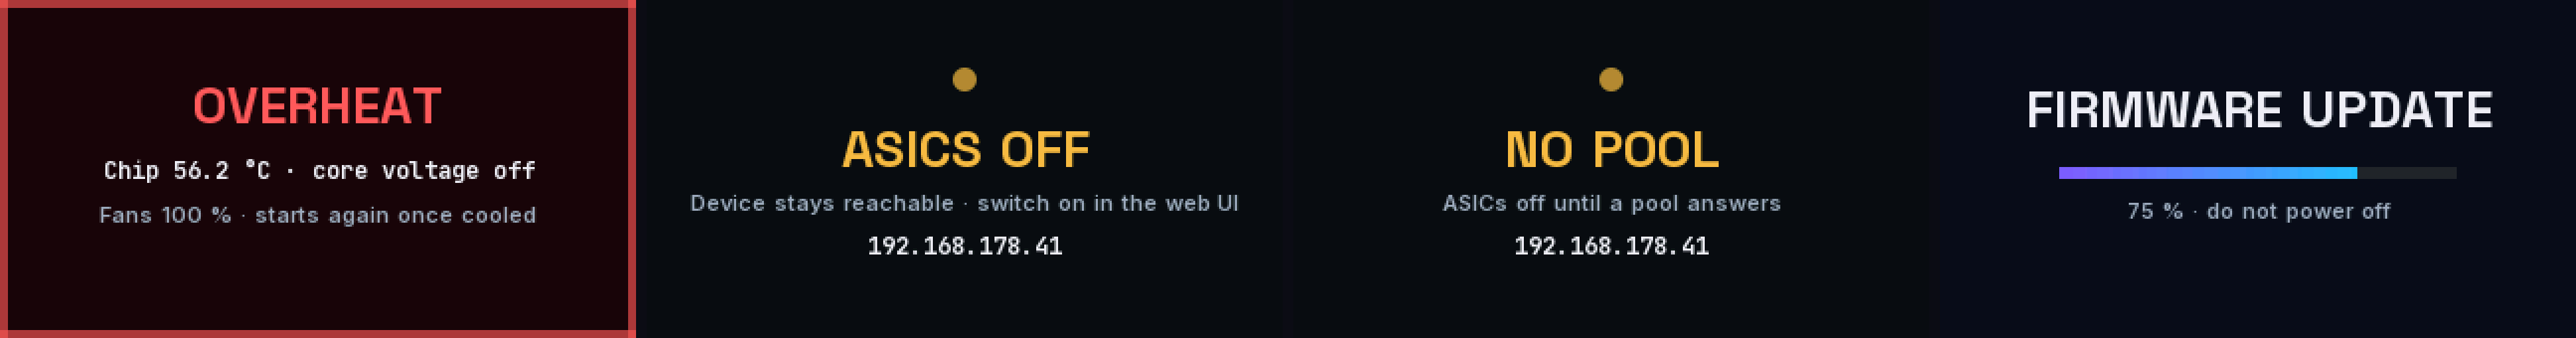 OVERHEAT
Chip 56.2 °C · core voltage off
Fans 100 % · starts again once cooled
ASICS OFF
Device stays reachable · switch on in the web UI
192.168.178.41
NO POOL
ASICs off until a pool answers
192.168.178.41
FIRMWARE UPDATE
75 % · do not power off